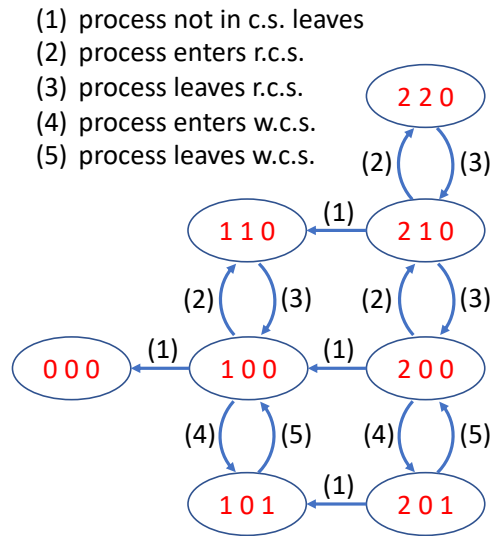 (1) process not in c.s. leaves
(2) process enters r.c.s.
(3) process leaves r.c.s.
(4) process enters w.c.s.
(5) process leaves w.c.s.
2 2 0
(2) (3)
1 1 0 (1) 2 1 0
(2) (3) (2) (3)
0 0 0 (1) 1 0 0 (1) 2 0 0
(4) (5) (4) (5)
1 0 1 (1) 2 0 1